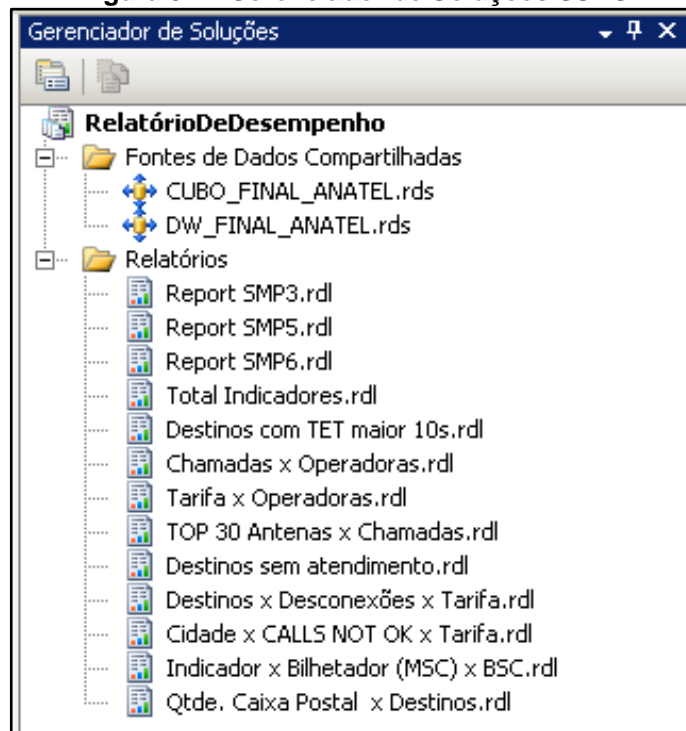 Gerenciador de Soluções
RelatórioDeDesempenho
Fontes de Dados Compartilhadas
CUBO_FINAL_ANATEL.rds
DW_FINAL_ANATEL.rds
Relatórios
Report SMP3.rdl
Report SMP5.rdl
Report SMP6.rdl
Total Indicadores.rdl
Destinos com TET maior 10s.rdl
Chamadas x Operadoras.rdl
Tarifa x Operadoras.rdl
TOP 30 Antenas x Chamadas.rdl
Destinos sem atendimento.rdl
Destinos x Desconexões x Tarifa.rdl
Cidade x CALLS NOT OK x Tarifa.rdl
Indicador x Bilhetador (MSC) x BSC.rdl
Qtde. Caixa Postal x Destinos.rdl